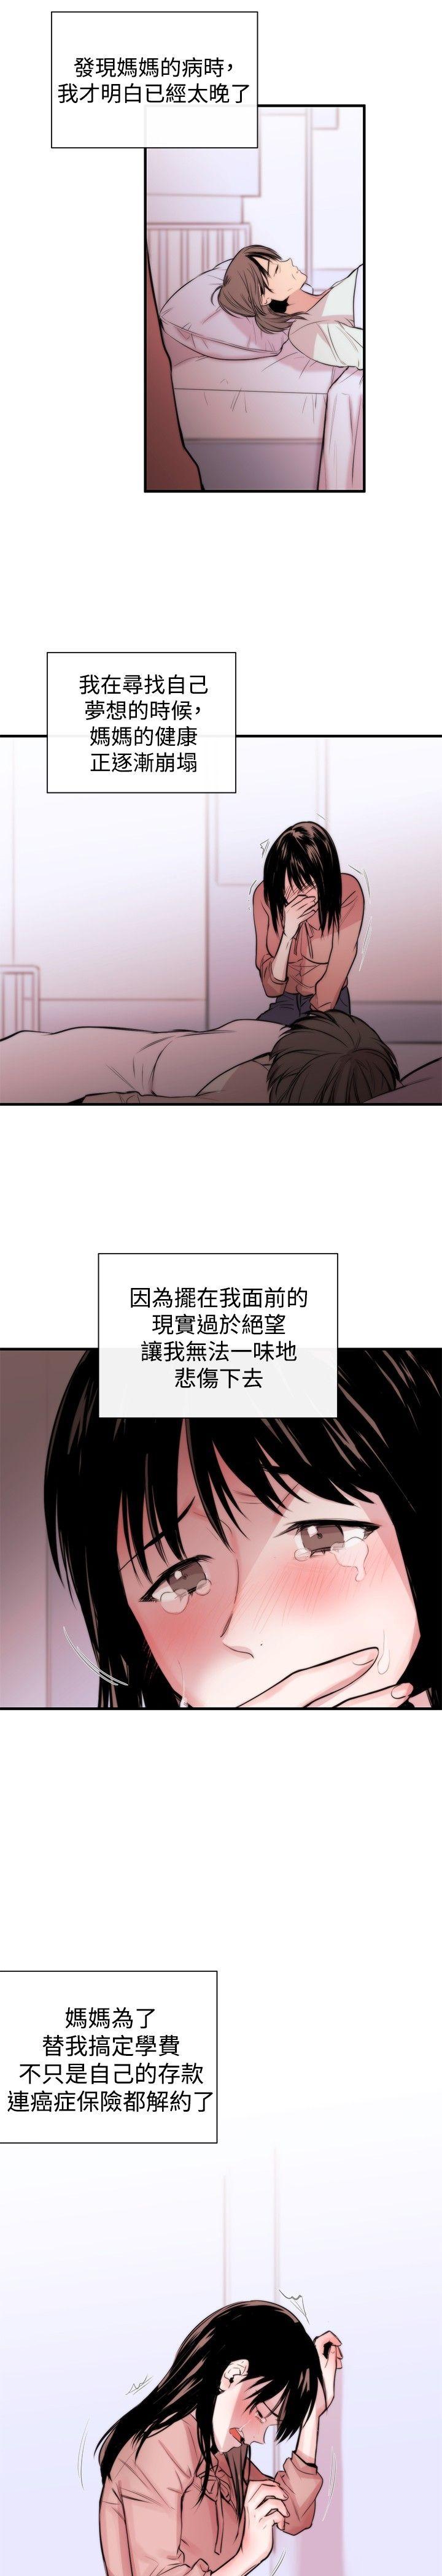 發現媽媽的病時，
我才明白已經太晚了
我在尋找自己
夢想的時候，
媽媽的健康
正逐漸崩塌
因為擺在我面前的
現實過於絕望
讓我無法一味地
悲傷下去
媽媽為了
替我搞定學費
不只是自己的存款
連癌症保險都解約了